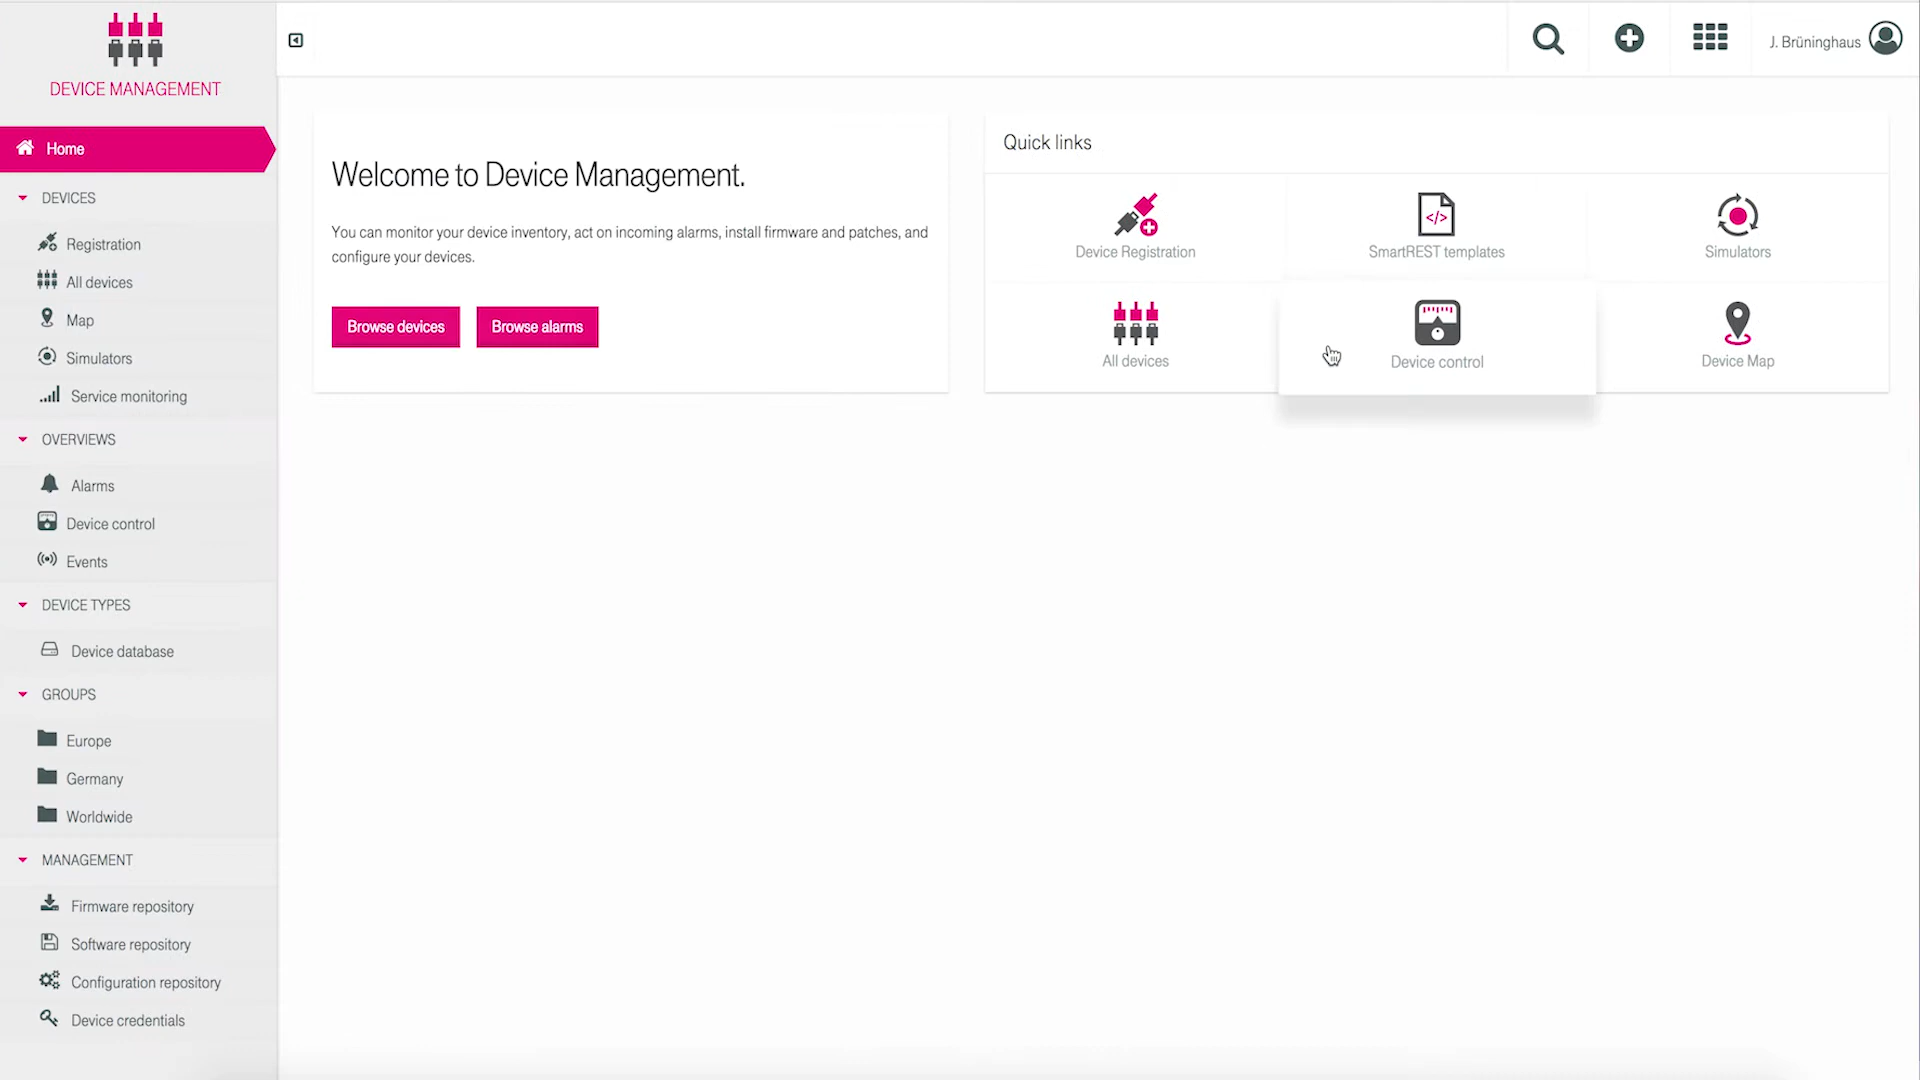 DEVICE MANAGEMENT
Home
DEVICES
Registration
All devices
Map
Simulators
Service monitoring
OVERVIEWS
Alarms
Device control
Events
DEVICE TYPES
Device database
GROUPS
Europe
Germany
Worldwide
MANAGEMENT
Firmware repository
Software repository
Configuration repository
Device credentials
J. Brüninghaus
Welcome to Device Management.
You can monitor your device inventory, act on incoming alarms, install firmware and patches, and
configure your devices.
Browse devices
Browse alarms
Quick links
Device Registration
SmartREST templates
Simulators
All devices
Device control
Device Map